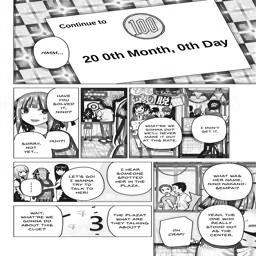 Continue to
100
20 0th Month, 0th Day
HMM...
HAVE
YOU
SOLVED
IT,
NINO?
HUH?!
SORRY,
NOT
YET...
I DON'T
GET IT.
WHAT'RE WE
GONNA DO?
WE'LL NEVER
MAKE IT OUT
AT THIS RATE.
WHAT WAS
HER NAME,
NINO NAKANO-
SEMPAI?
I HEAR
SOMEONE
SPOTTED
HER IN THE
PLAZA.
LET'S GO!
I WANNA
TRY TO
TALK TO
HER!
YEAH, THE
ONE WHO
REALLY
STOOD OUT
AS THE
CENTER.
OH
CRAP!
THE PLAZA?
WHAT ARE
THEY TALKING
ABOUT?
3
WAIT,
WHAT'RE WE
GONNA DO
ABOUT THIS
CLUE?